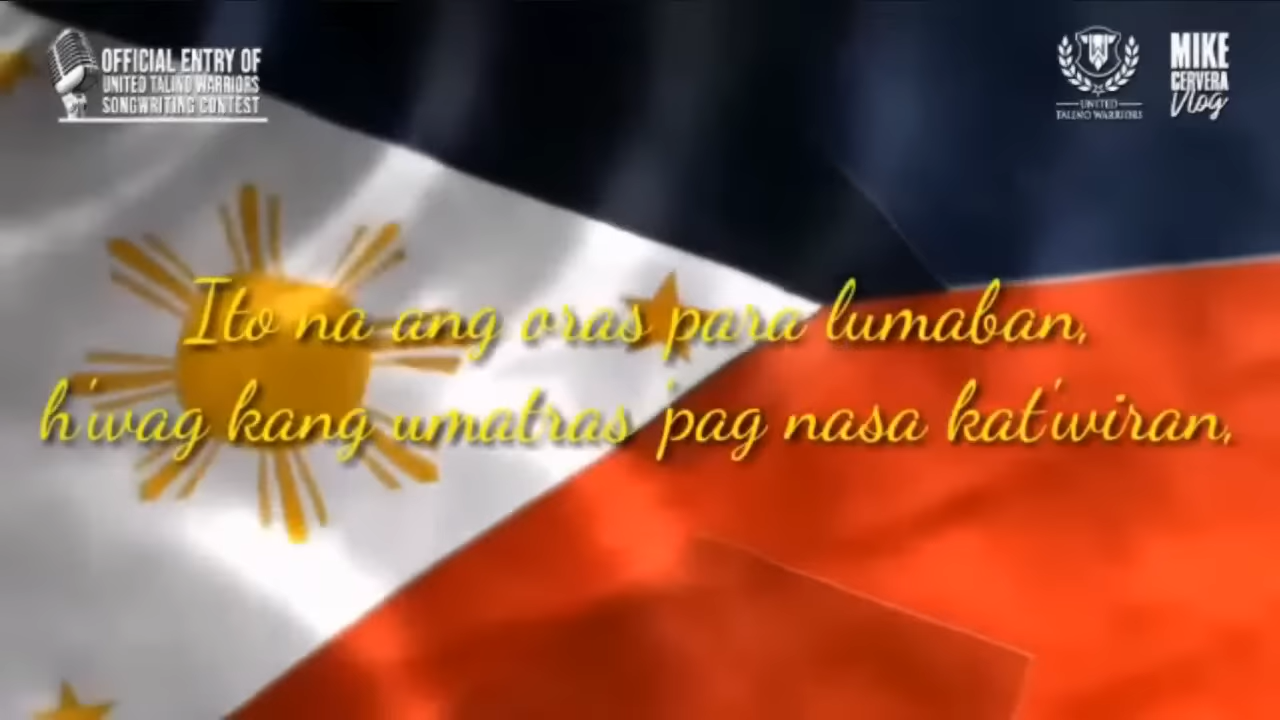 OFFICIAL ENTRY OF
UNITED TALINO WARRIORS
SONGWRITING CONTEST
UNITED
TALINO WARRIORS
MIKE
CERVERA
Vlog
Ito na ang oras para lumaban,
h'wag kang umatras 'pag nasa kat'wiran,